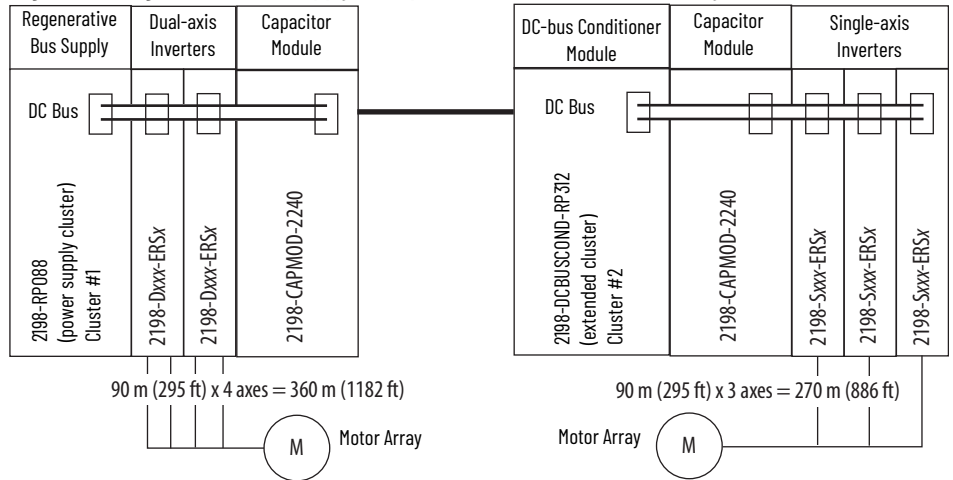 Regenerative
Bus Supply
Dual-axis
Inverters
Capacitor
Module
DC Bus
2198-RP088
(power supply cluster)
Cluster #1
2198-Dxxx-ERSx
2198-Dxxx-ERSx
2198-CAPMOD-2240
90 m (295 ft) x 4 axes = 360 m (1182 ft)
M
Motor Array
DC-bus Conditioner
Module
Capacitor
Module
Single-axis
Inverters
DC Bus
2198-DCBUSCOND-RP312
(extended cluster)
Cluster #2
2198-CAPMOD-2240
2198-Sxxx-ERSx
2198-Sxxx-ERSx
2198-Sxxx-ERSx
90 m (295 ft) x 3 axes = 270 m (886 ft)
Motor Array
M